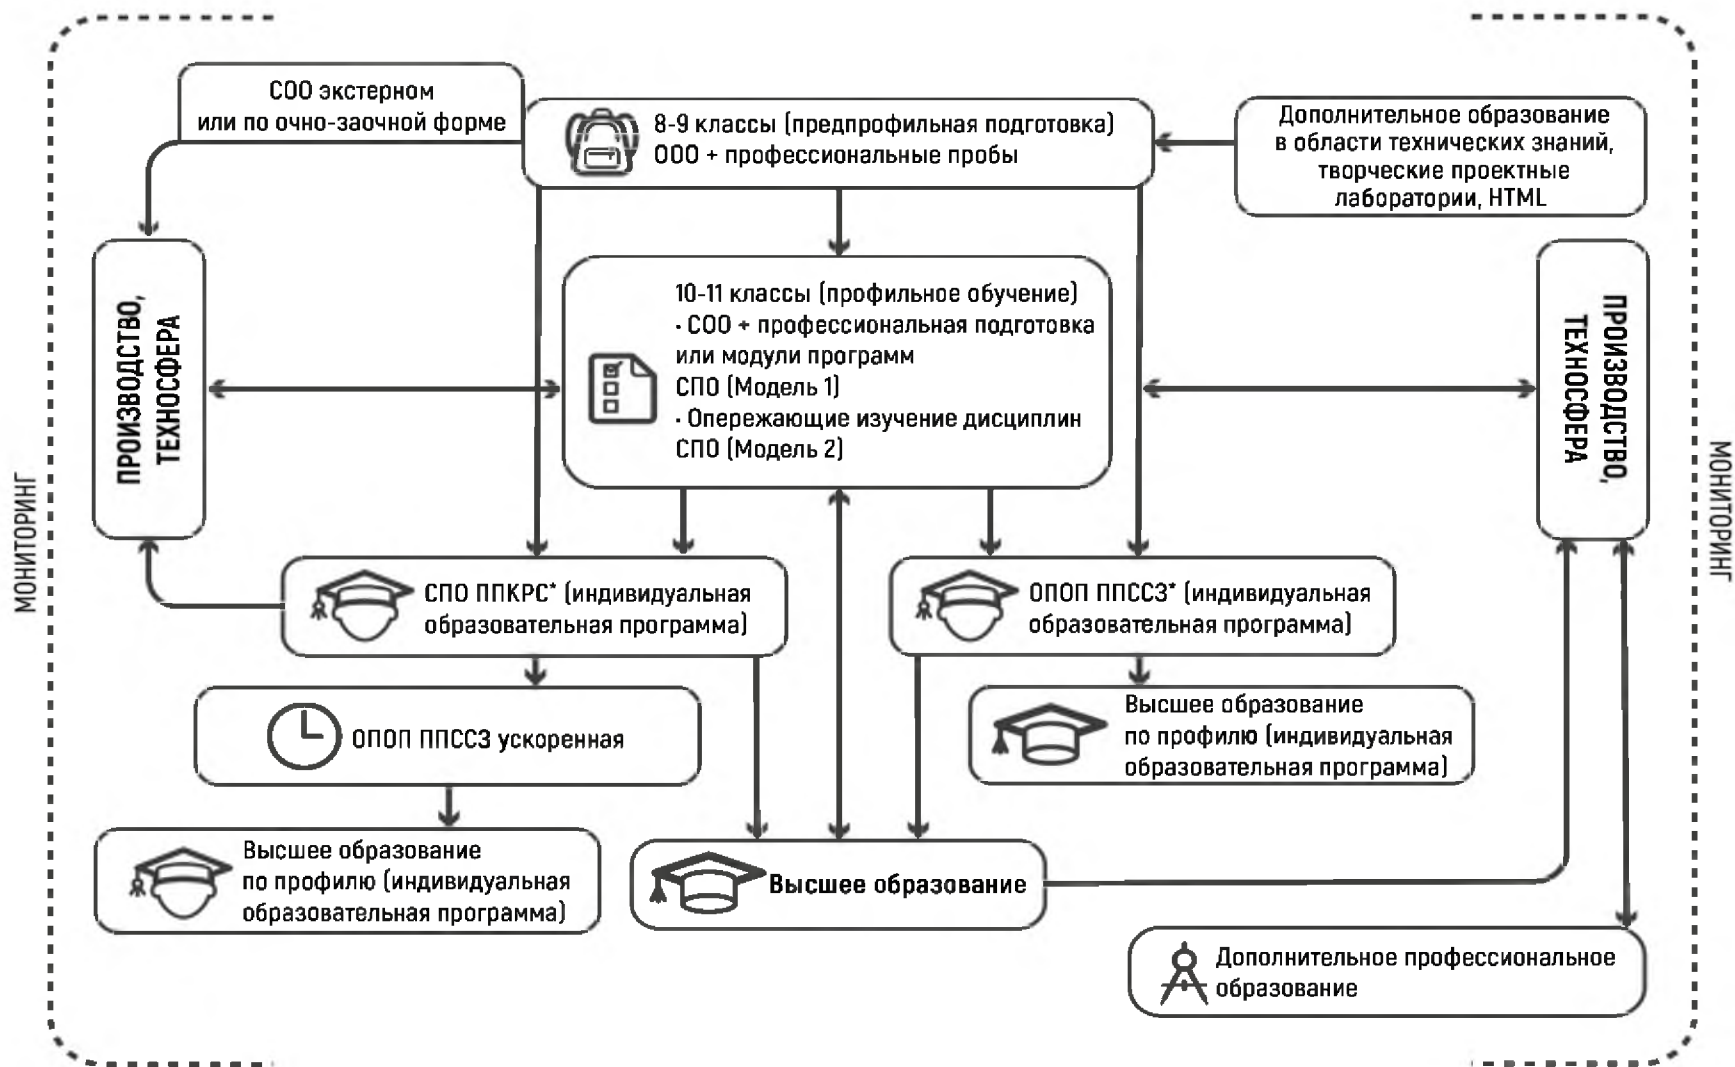 СОО экстерном
или по очно-заочной форме
8-9 классы (предпрофильная подготовка)
ООО + профессиональные пробы
Дополнительное образование
в области технических знаний,
творческие проектные
лаборатории, HTML
ПРОИЗВОДСТВО,
ТЕХНОСФЕРА
10-11 классы (профильное обучение)
· СОО + профессиональная подготовка
или модули программ
СПО (Модель 1)
· Опережающие изучение дисциплин
СПО (Модель 2)
ПРОИЗВОДСТВО,
ТЕХНОСФЕРА
МОНИТОРИНГ
МОНИТОРИНГ
СПО ППКРС* (индивидуальная
образовательная программа)
ОПОП ППССЗ* (индивидуальная
образовательная программа)
ОПОП ППССЗ ускоренная
Высшее образование
по профилю (индивидуальная
образовательная программа)
Высшее образование
по профилю (индивидуальная
образовательная программа)
Высшее образование
Дополнительное профессиональное
образование